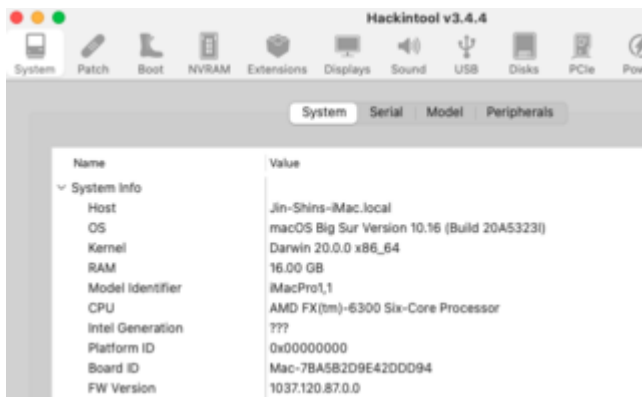 Hackintool v3.4.4
System Patch Boot NVRAM Extensions Displays Sound USB Disks PCIe Pow
System Serial Model Peripherals
Name Value
System Info
Host Jin-Shins-iMac.local
OS macOS Big Sur Version 10.16 (Build 20A5323l)
Kernel Darwin 20.0.0 x86_64
RAM 16.00 GB
Model Identifier iMacPro1,1
CPU AMD FX(tm)-6300 Six-Core Processor
Intel Generation ???
Platform ID 0x00000000
Board ID Mac-7BA5B2D9E42DDD94
FW Version 1037.120.87.0.0